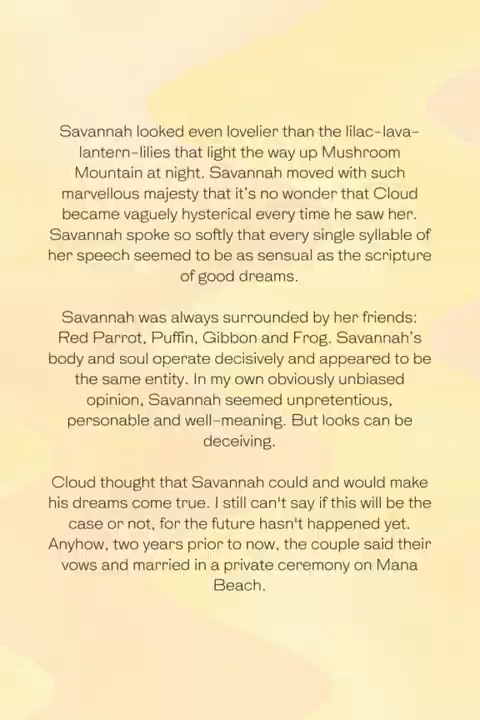 Savannah looked even lovelier than the lilac-lava-
lantern-lilies that light the way up Mushroom
Mountain at night. Savannah moved with such
marvellous majesty that it's no wonder that Cloud
became vaguely hysterical every time he saw her.
Savannah spoke so softly that every single syllable of
her speech seemed to be as sensual as the scripture
of good dreams.
Savannah was always surrounded by her friends:
Red Parrot, Puffin, Gibbon and Frog. Savannah's
body and soul operate decisively and appeared to be
the same entity. In my own obviously unbiased
opinion, Savannah seemed unpretentious,
personable and well-meaning. But looks can be
deceiving.
Cloud thought that Savannah could and would make
his dreams come true. I still can't say if this will be the
case or not, for the future hasn't happened yet.
Anyhow, two years prior to now, the couple said their
vows and married in a private ceremony on Mana
Beach.